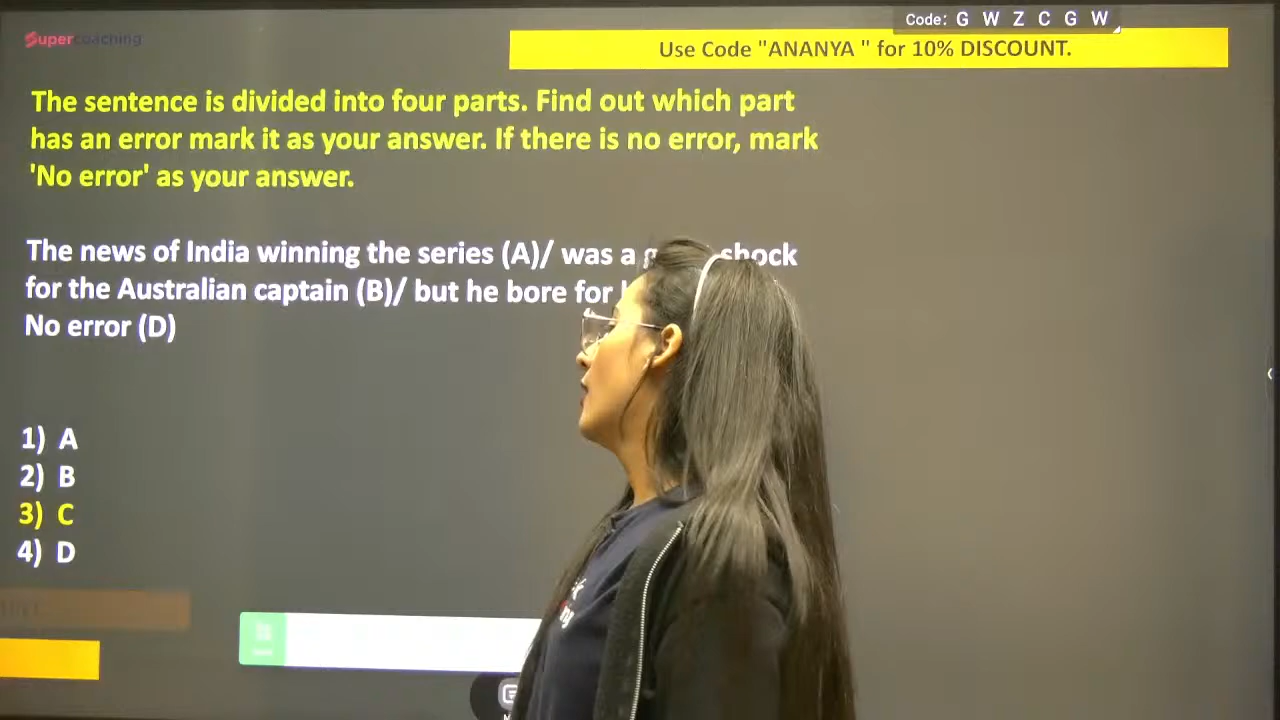 Code: G W Z C G W
Supercoaching
Use Code "ANANYA " for 10% DISCOUNT.
The sentence is divided into four parts. Find out which part
has an error mark it as your answer. If there is no error, mark
'No error' as your answer.
The news of India winning the series (A)/ was a shock
for the Australian captain (B)/ but he bore for
No error (D)
1) A
2) B
3) C
4) D